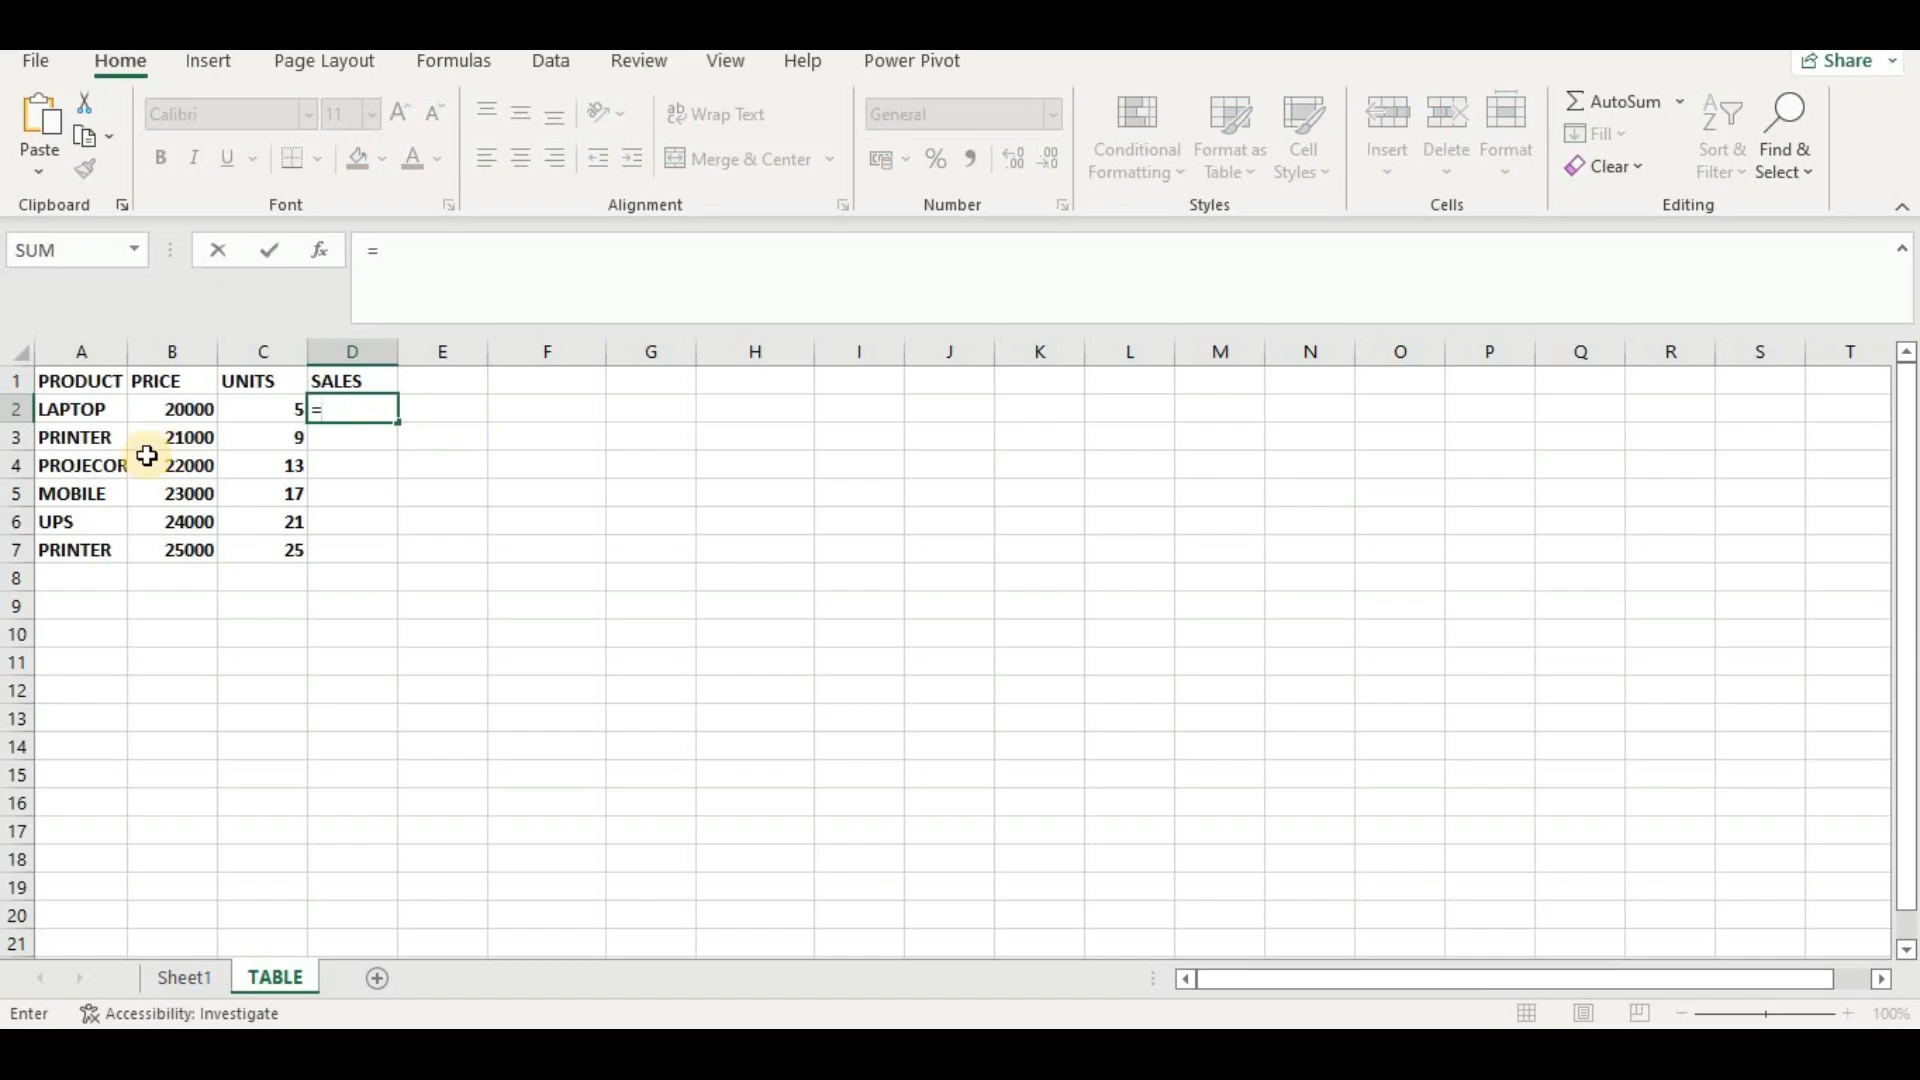 File Home Insert Page Layout Formulas Data Review View Help Power Pivot Share
Calibri 11 Wrap Text General AutoSum
Paste Fill
B I U Merge & Center % Conditional Formatting Format as Table Cell Styles Insert Delete Format Clear Sort & Filter Find & Select
Clipboard Font Alignment Number Styles Cells Editing
SUM fx =
A B C D E F G H I J K L M N O P Q R S T
1 PRODUCT PRICE UNITS SALES
2 LAPTOP 20000 5 =
3 PRINTER 21000 9
4 PROJECOR 22000 13
5 MOBILE 23000 17
6 UPS 24000 21
7 PRINTER 25000 25
8
9
10
11
12
13
14
15
16
17
18
19
20
21
Sheet1 TABLE
Enter Accessibility: Investigate 100%